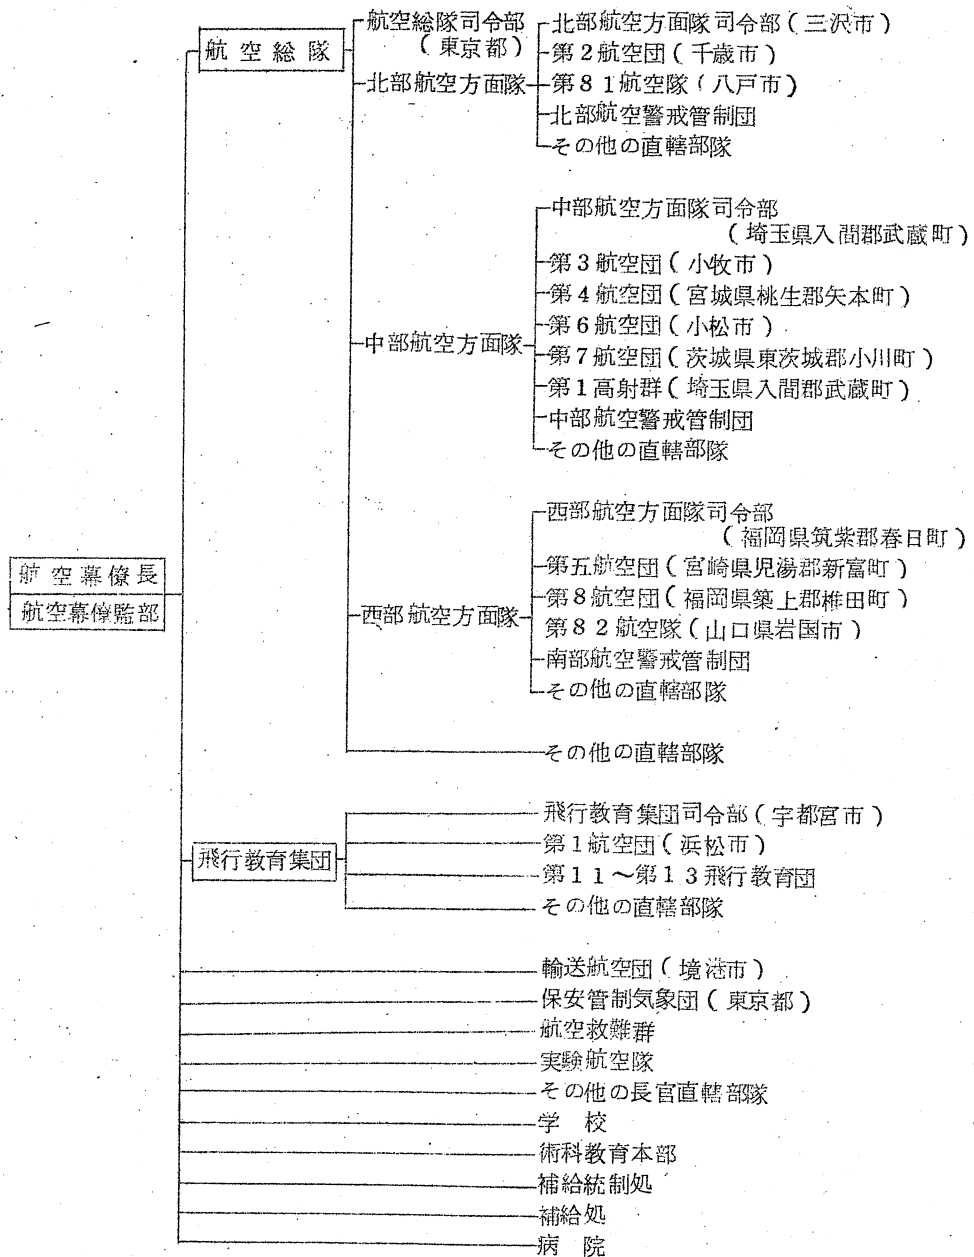 航空総隊
航空総隊司令部
(東京都)
北部航空方面隊
北部航空方面隊司令部(三沢市)
第2航空団(千歳市)
第81航空隊(八戸市)
北部航空警戒管制団
その他の直轄部隊
中部航空方面隊
中部航空方面隊司令部
(埼玉県入間郡武蔵町)
第3航空団(小牧市)
第4航空団(宮城県桃生郡矢本町)
第6航空団(小松市)
第7航空団(茨城県東茨城郡小川町)
第1高射群(埼玉県入間郡武蔵町)
中部航空警戒管制団
その他の直轄部隊
航空幕僚長
航空幕僚監部
西部航空方面隊
西部航空方面隊司令部
(福岡県筑紫郡春日町)
第五航空団(宮崎県児湯郡新富町)
第8航空団(福岡県築上郡椎田町)
第82航空隊(山口県岩国市)
南部航空警戒管制団
その他の直轄部隊
その他の直轄部隊
飛行教育集団
飛行教育集団司令部(宇都宮市)
第1航空団(浜松市)
第11〜第13飛行教育団
その他の直轄部隊
輸送航空団(境港市)
保安管制気象団(東京都)
航空救難群
実験航空隊
その他の長官直轄部隊
学校
術科教育本部
補給統制処
補給処
病院